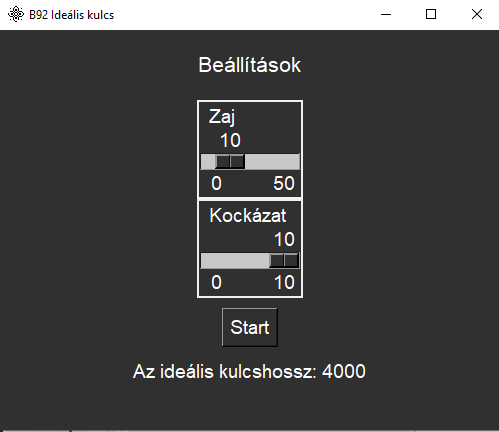 B92 Ideális kulcs
Beállítások
Zaj
10
0 50
Kockázat
10
0 10
Start
Az ideális kulcshossz: 4000